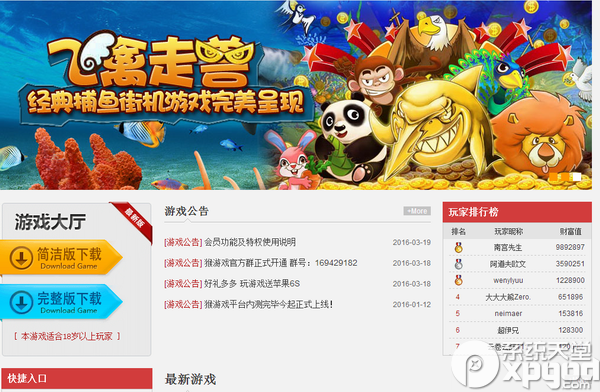 飞禽走兽
经典捕鱼街机游戏完美呈现
游戏大厅
最新版
简洁版下载
Download Game
完整版下载
Download Game
[ 本游戏适合18岁以上玩家 ]
快捷入口
游戏公告 +More
[游戏公告] 会员功能及特权使用说明 2016-03-19
[游戏公告] 猴游戏官方群正式开通 群号：169429182 2016-03-18
[游戏公告] 好礼多多 玩游戏送苹果6S 2016-03-18
[游戏公告] 猴游戏平台内测完毕今起正式上线！ 2016-01-12
最新游戏
玩家排行榜
排名 玩家昵称 财富值
南宫先生 9892897
阿道夫欧文 3590251
wenylyuu 1228900
4 大大大熊Zero. 651896
5 neimaer 153816
6 超伊兄 128300
7
系统天堂
xpgod